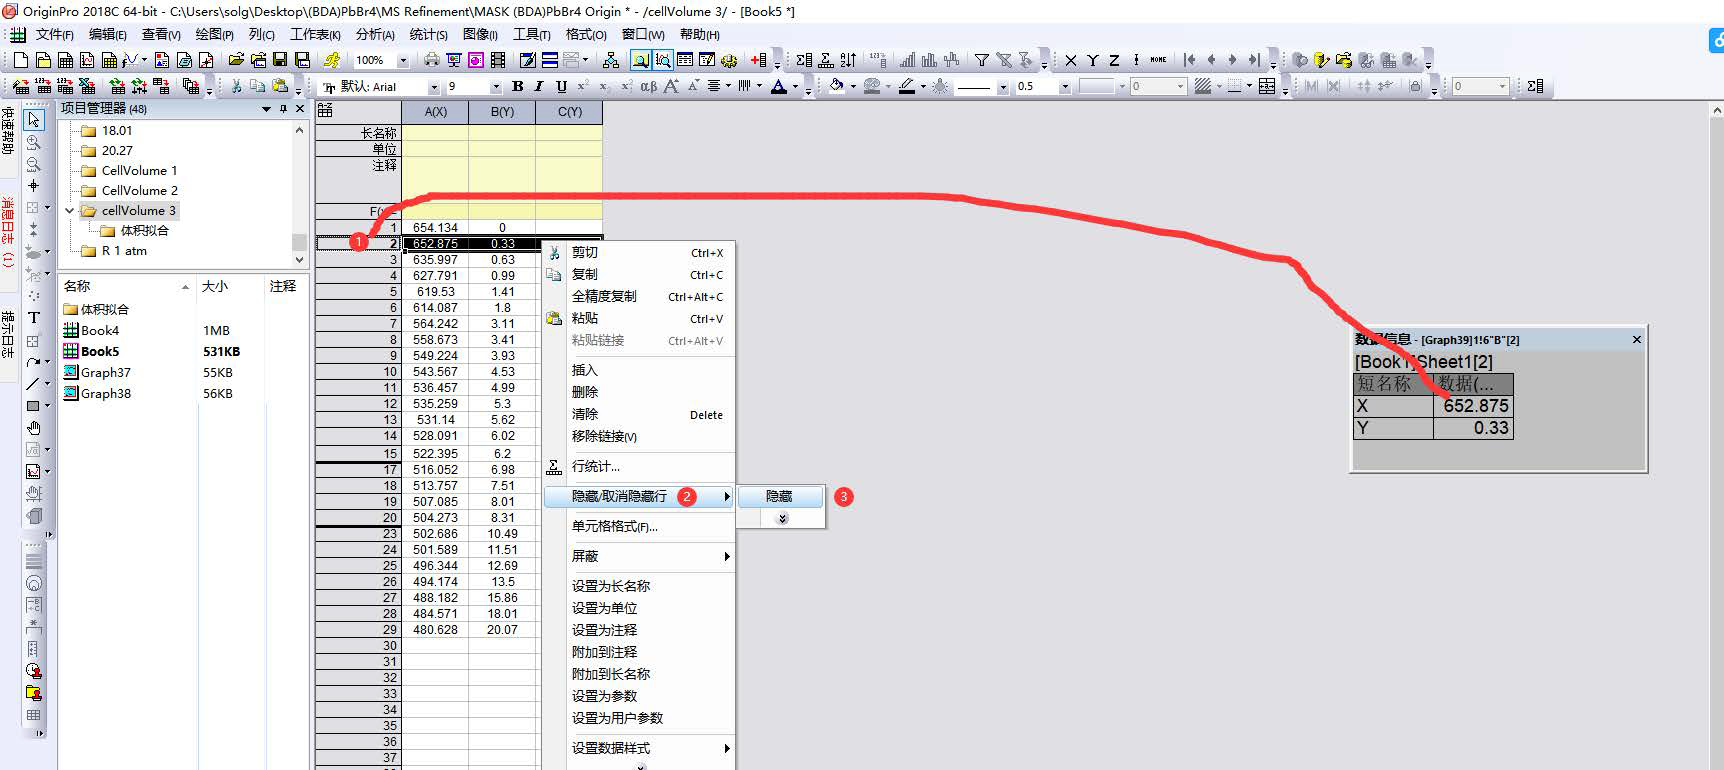 OriginPro 2018C 64-bit - C:\Users\solg\Desktop\(BDA)PbBr4\MS Refinement\MASK (BDA)PbBr4 Origin * - /cellVolume 3/ - [Book5 *]
文件(F) 编辑(E) 查看(V) 绘图(P) 列(C) 工作表(K) 分析(A) 统计(S) 图像(I) 工具(T) 格式(O) 窗口(W) 帮助(H)
100%
X Y Z HOME
默认: Arial 9 B I U αβ 0.5 0 0
快速帮助
消息日志 (1)
提示日志
项目管理器 (48)
18.01
20.27
CellVolume 1
CellVolume 2
cellVolume 3
体积拟合
R 1 atm
名称 大小 注释
体积拟合
Book4 1MB
Book5 531KB
Graph37 55KB
Graph38 56KB
A(X) B(Y) C(Y)
长名称
单位
注释
1 654.134 0
1
2 652.875 0.33
3 635.997 0.63
4 627.791 0.99
5 619.53 1.41
6 614.087 1.8
7 564.242 3.11
8 558.673 3.41
9 549.224 3.93
10 543.567 4.53
11 536.457 4.99
12 535.259 5.3
13 531.14 5.62
14 528.091 6.02
15 522.395 6.2
17 516.052 6.98
18 513.757 7.51
19 507.085 8.01
20 504.273 8.31
23 502.686 10.49
24 501.589 11.51
25 496.344 12.69
26 494.174 13.5
27 488.182 15.86
28 484.571 18.01
29 480.628 20.07
30
31
32
33
34
35
36
37
剪切 Ctrl+X
复制 Ctrl+C
全精度复制 Ctrl+Alt+C
粘贴 Ctrl+V
粘贴链接 Ctrl+Alt+V
插入
删除
清除 Delete
移除链接(V)
行统计...
隐藏/取消隐藏行 2
隐藏 3
单元格格式(F)...
屏蔽
设置为长名称
设置为单位
设置为注释
附加到注释
附加到长名称
设置为参数
设置为用户参数
设置数据样式
数据信息 - [Graph39]1!6"B"[2]
[Book1]Sheet1[2]
短名称 数据(...
X 652.875
Y 0.33